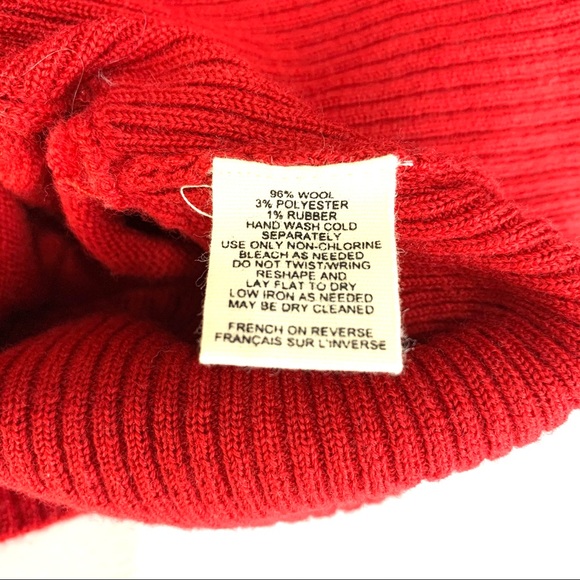 96% WOOL
3% POLYESTER
1% RUBBER
HAND WASH COLD
SEPARATELY
USE ONLY NON-CHLORINE
BLEACH AS NEEDED
DO NOT TWIST/WRING
RESHAPE AND
LAY FLAT TO DRY
LOW IRON AS NEEDED
MAY BE DRY CLEANED
FRENCH ON REVERSE
FRANÇAIS SUR L'INVERSE